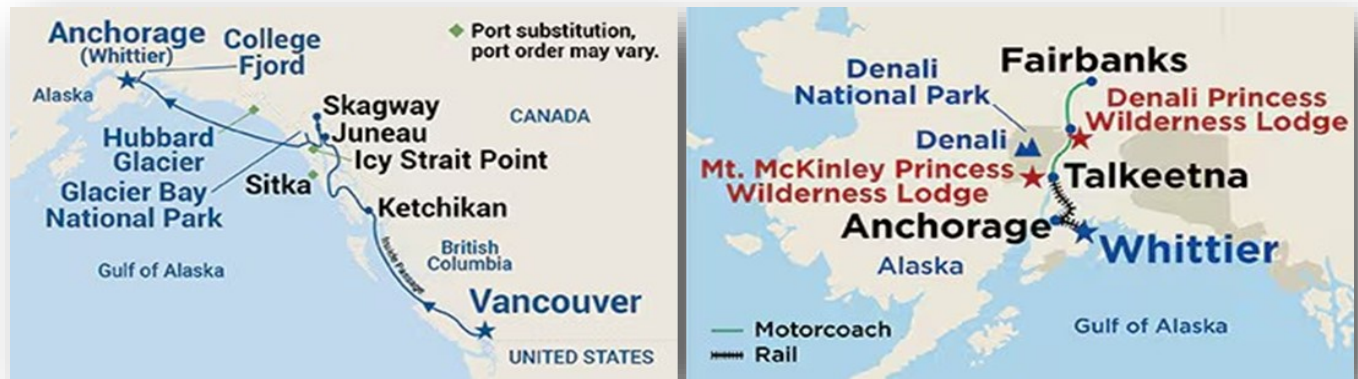 Anchorage
(Whittier)
College
Fjord
Port substitution,
port order may vary.
Alaska
Skagway
CANADA
Juneau
Hubbard
Glacier
Icy Strait Point
Glacier Bay
National Park
Sitka
Ketchikan
Inside Passage
British
Columbia
Gulf of Alaska
Vancouver
UNITED STATES
Fairbanks
Denali
National Park
Denali Princess
Wilderness Lodge
Denali
Mt. McKinley Princess
Wilderness Lodge
Talkeetna
Anchorage
Whittier
Alaska
Gulf of Alaska
Motorcoach
Rail